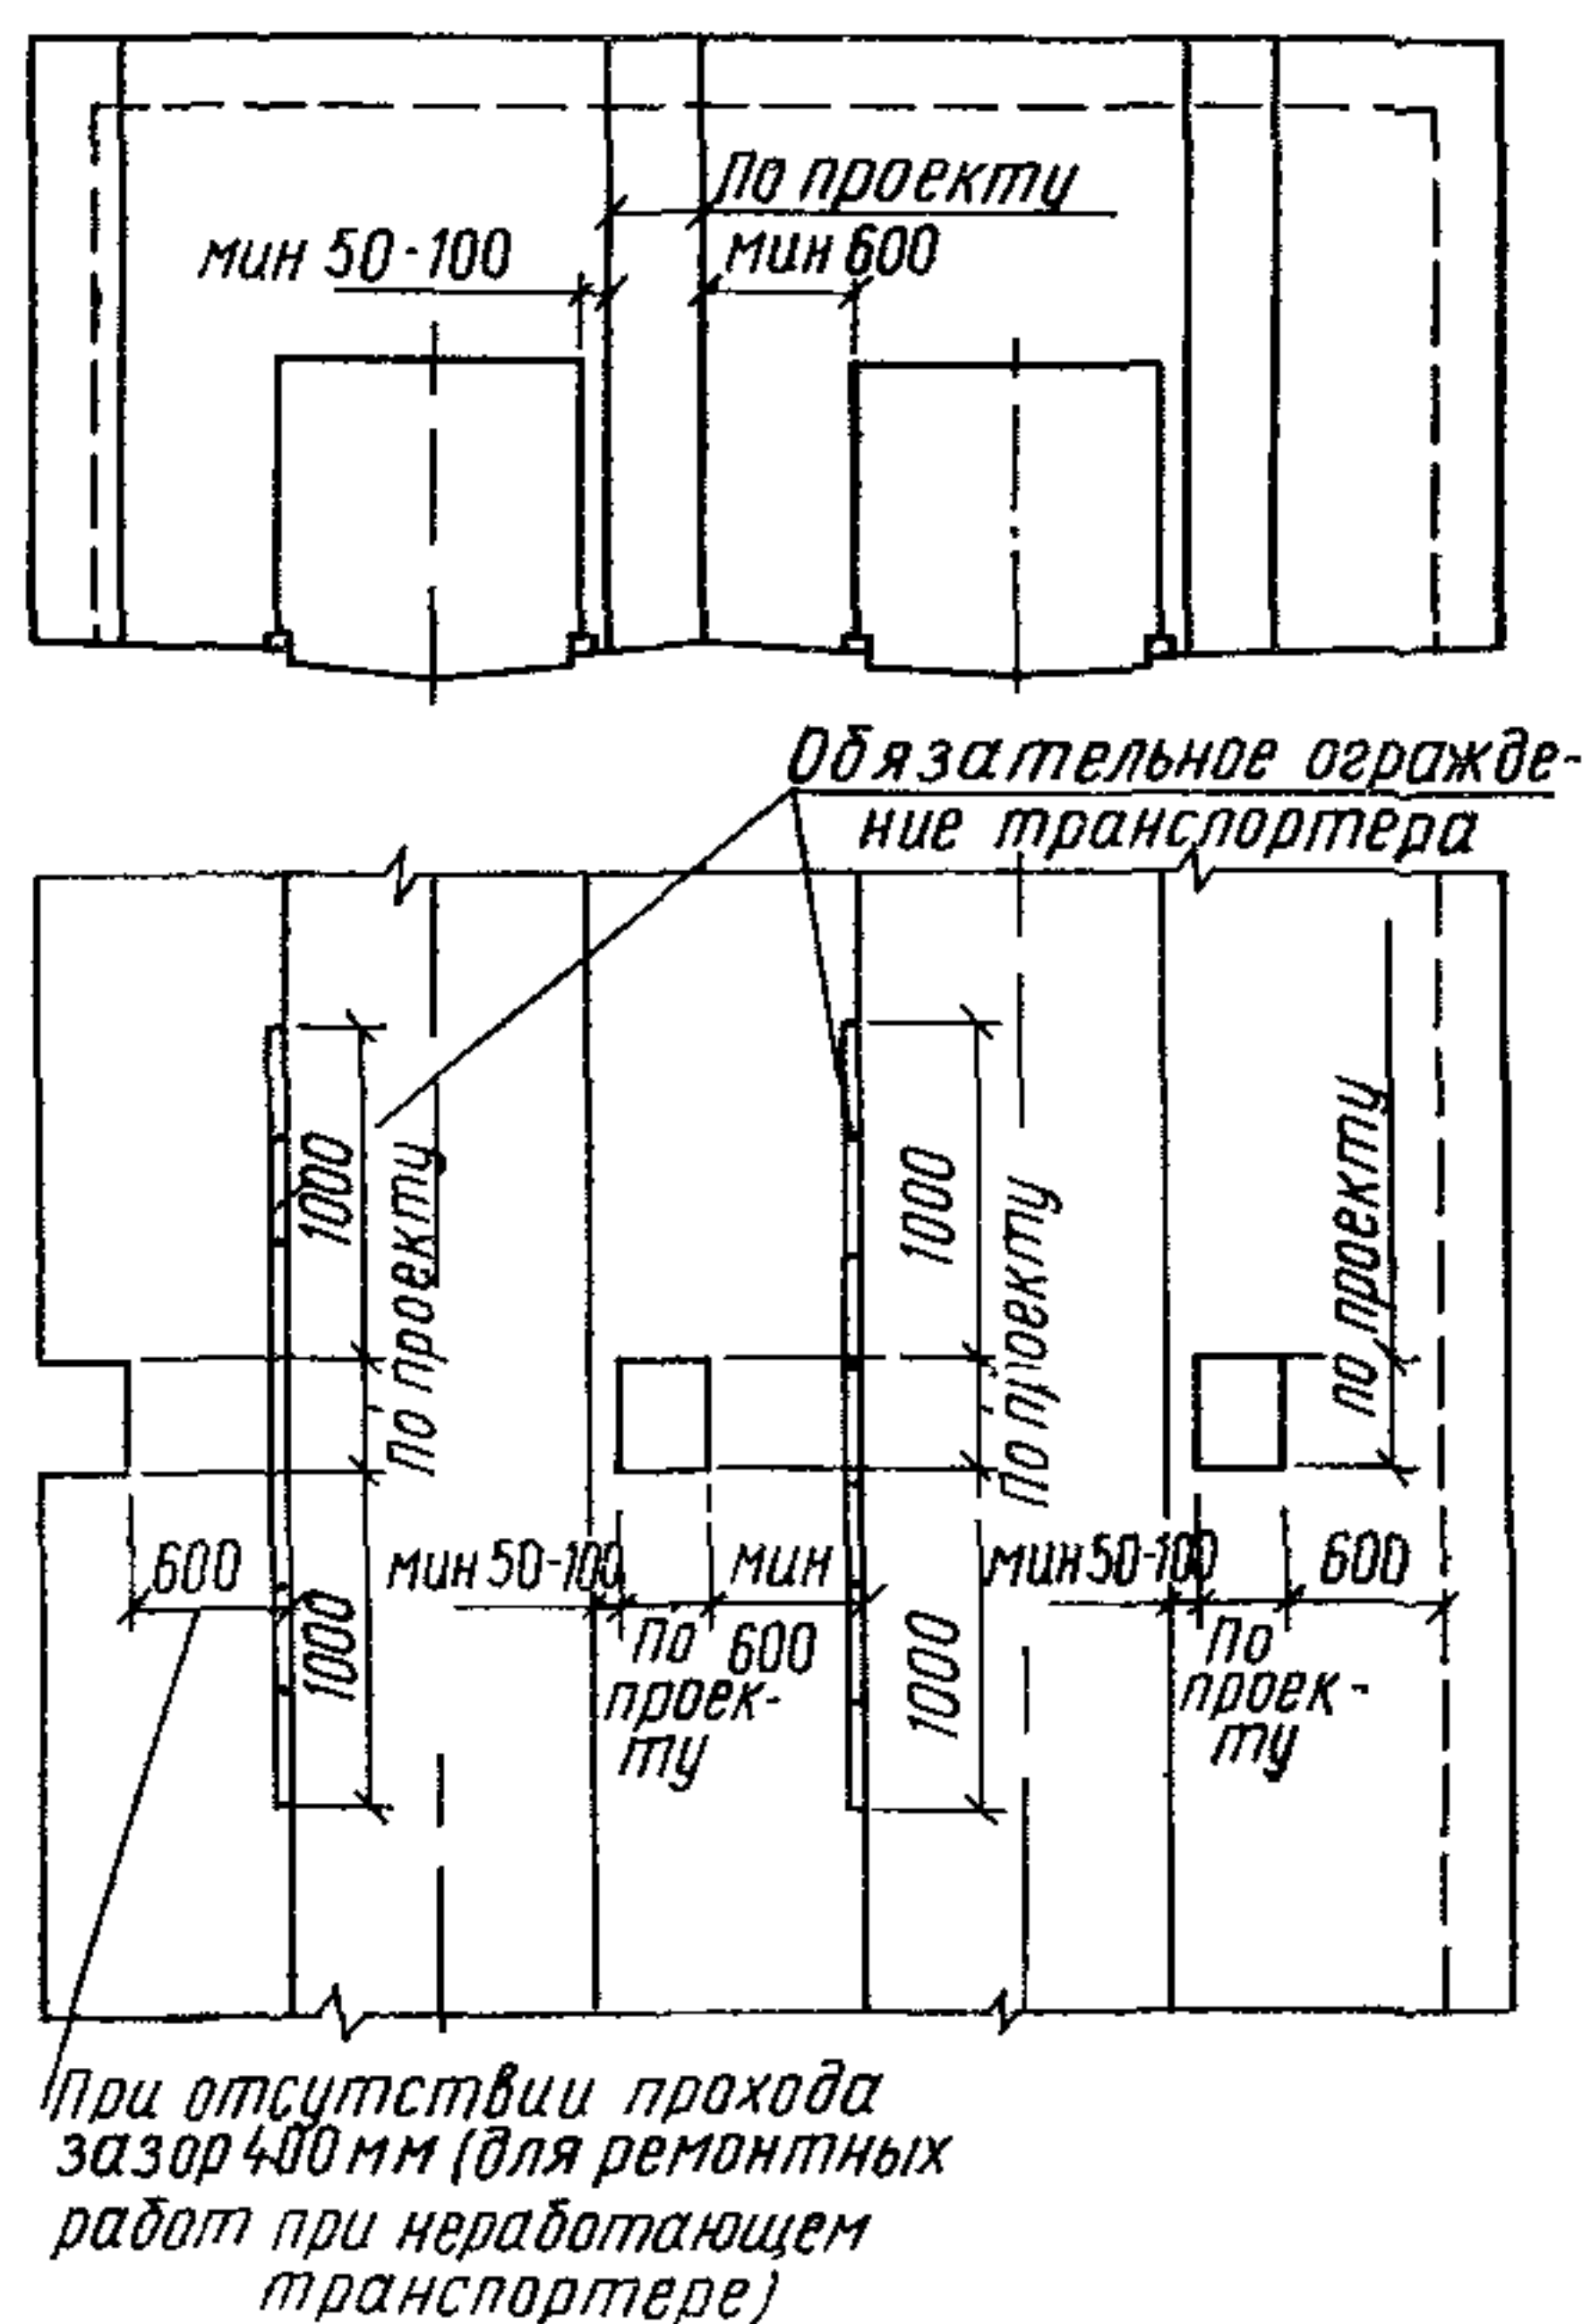 По проекту
мин 50-100
мин 600
Обязательное огражде-
ние транспортера
1000
по проекту
1000
по проекту
по проекту
600
1000
мин 50-100
По
проек-
ту
мин
600
1000
мин 50-100
По
проек-
ту
600
При отсутствии прохода
зазор 400 мм (для ремонтных
работ при неработающем
транспортере)